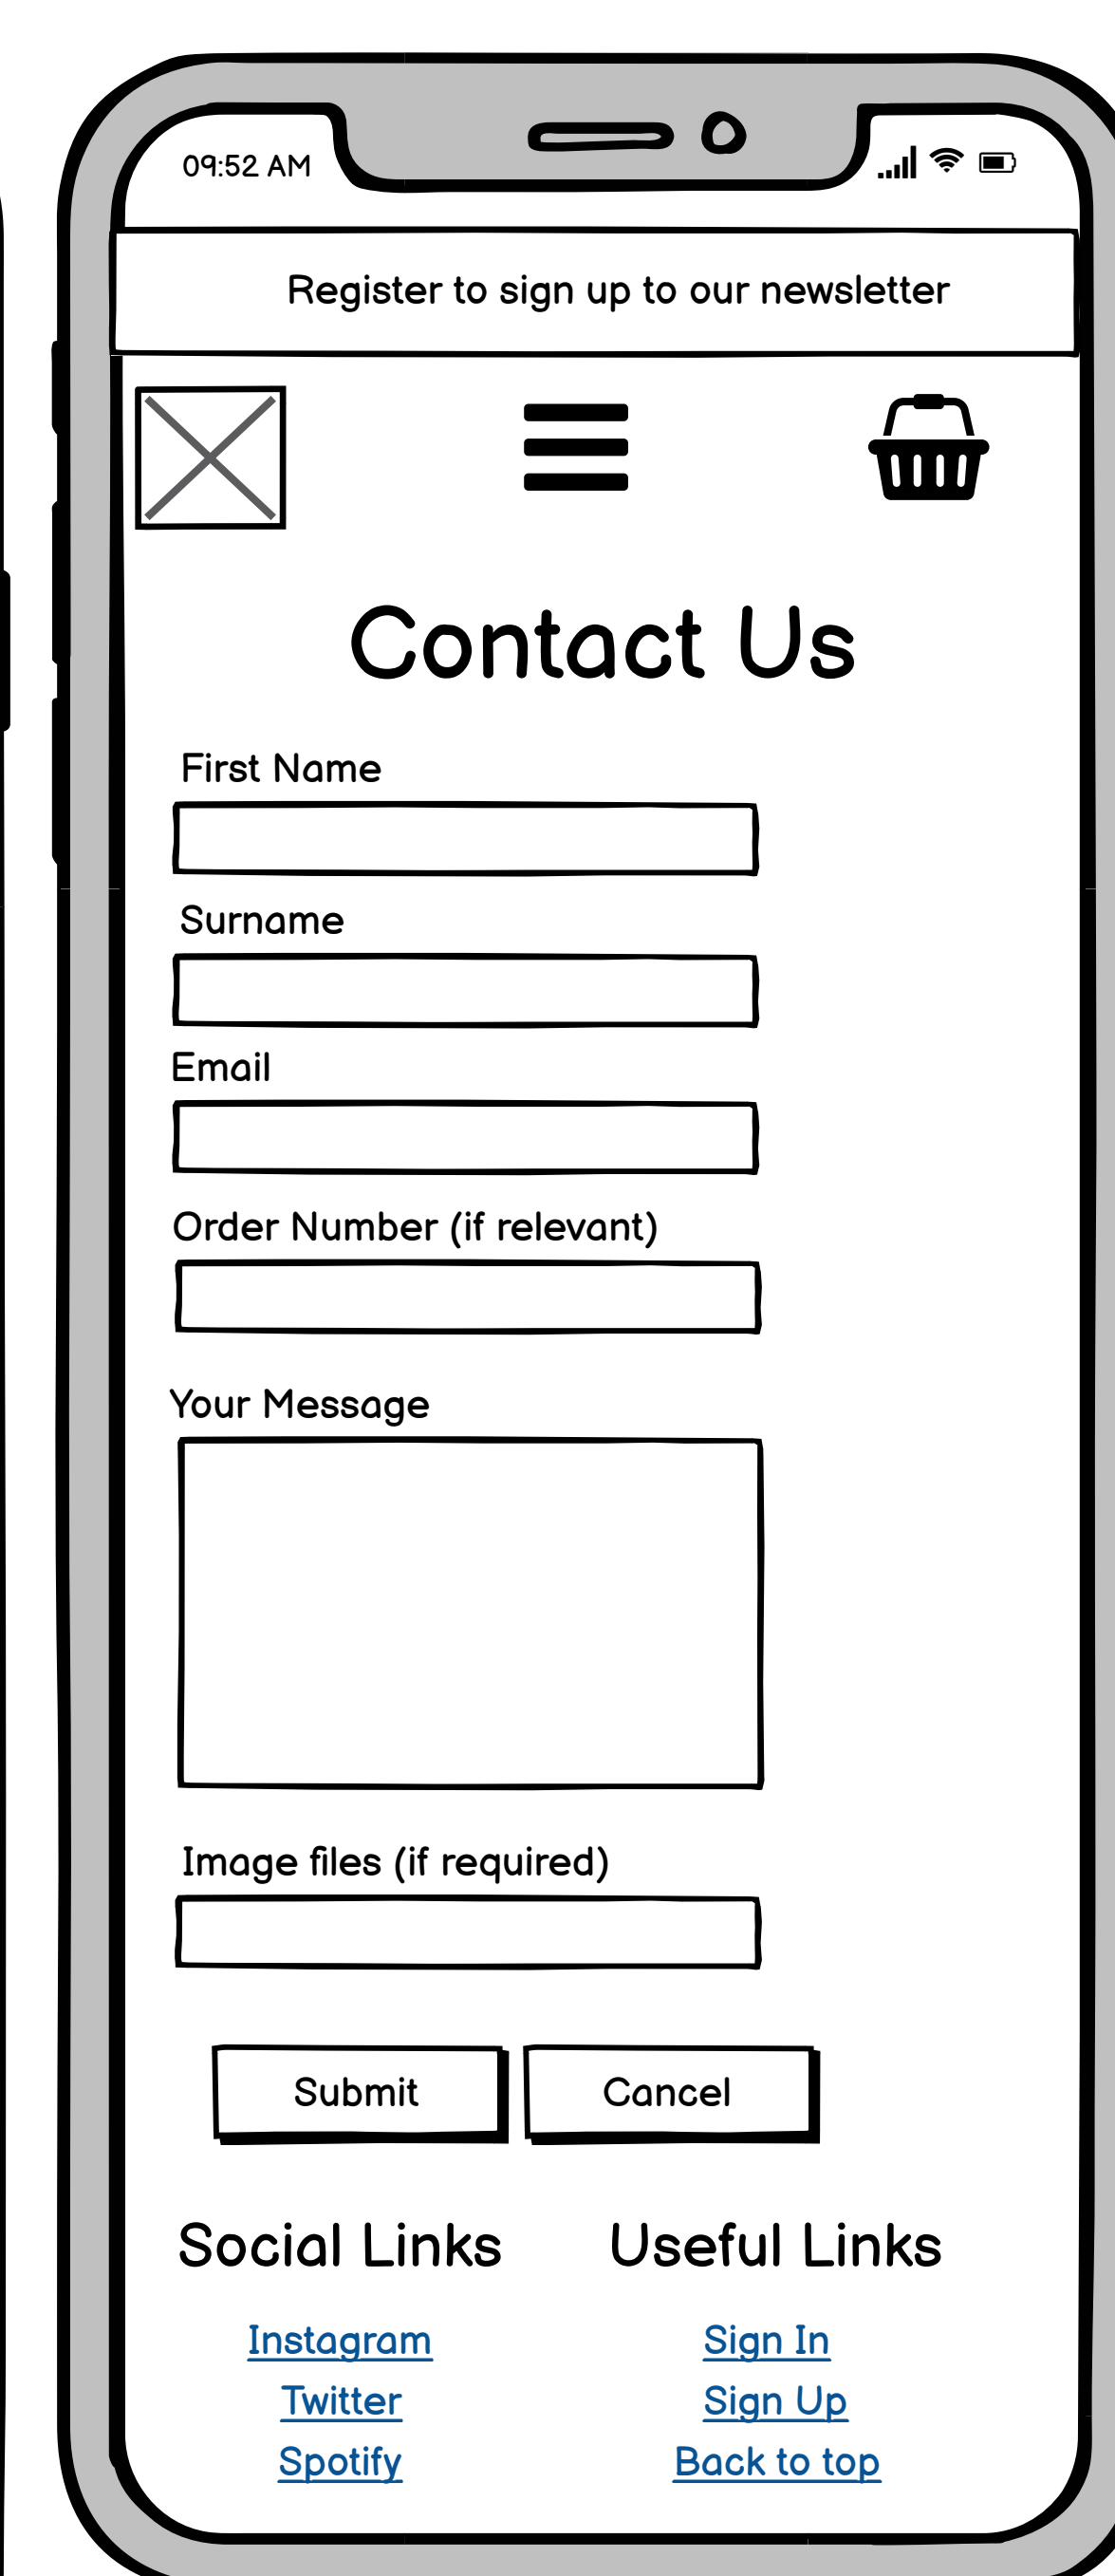 09:52 AM
Register to sign up to our newsletter
Contact Us
First Name
Surname
Email
Order Number (if relevant)
Your Message
Image files (if required)
Submit Cancel
Social Links Useful Links
Instagram Sign In
Twitter Sign Up
Spotify Back to top